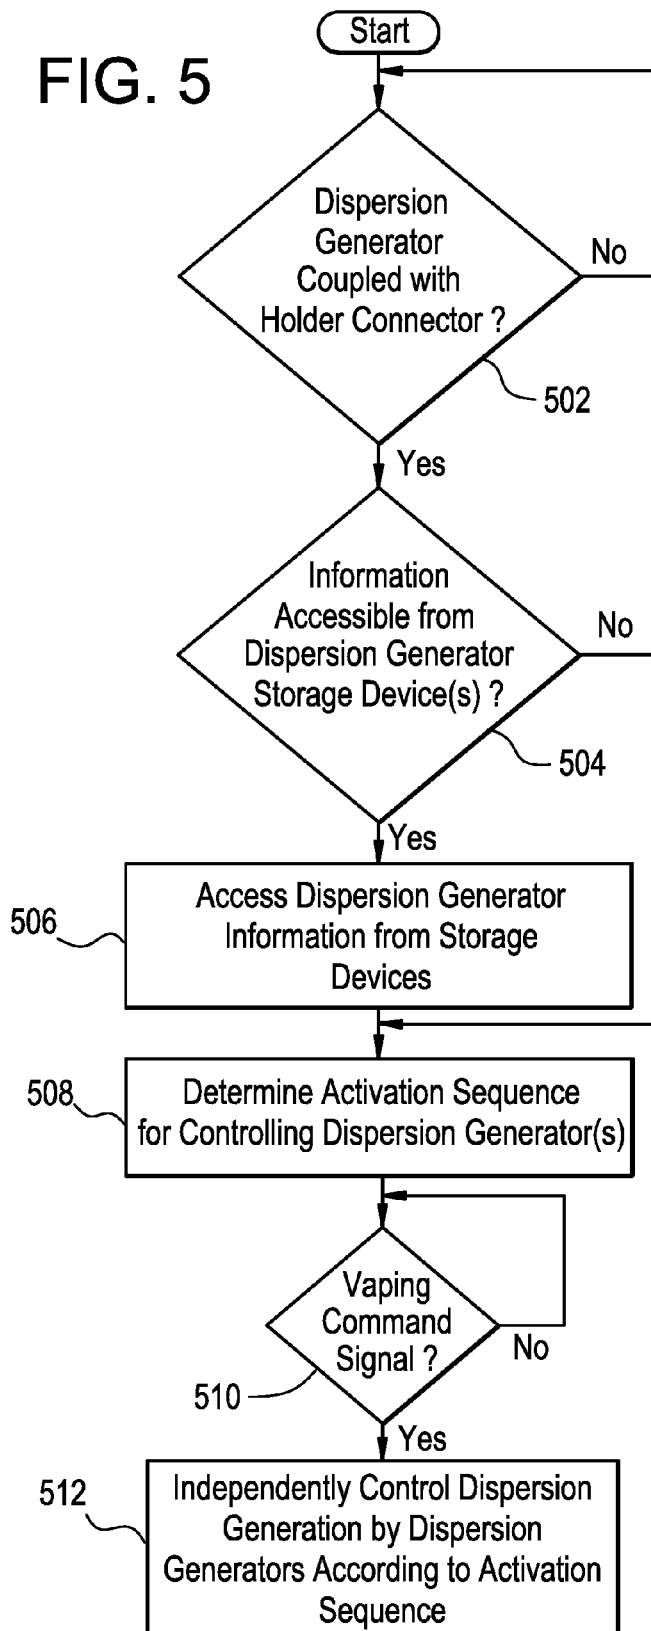 Start
FIG. 5
Dispersion
Generator
Coupled with
Holder Connector ?
No
502
Yes
Information
Accessible from
Dispersion Generator
Storage Device(s) ?
No
504
Yes
506
Access Dispersion Generator
Information from Storage
Devices
508
Determine Activation Sequence
for Controlling Dispersion Generator(s)
Vaping
Command
Signal ?
No
510
Yes
512
Independently Control Dispersion
Generation by Dispersion
Generators According to Activation
Sequence